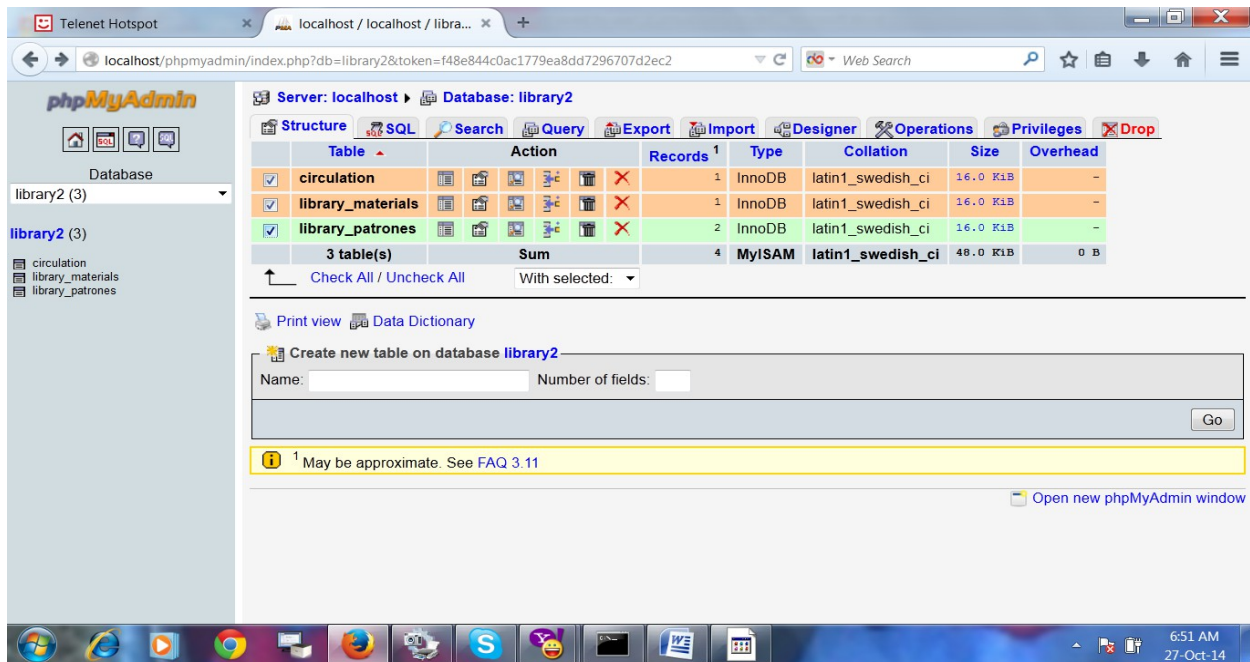 Telenet Hotspot
localhost / localhost / libra...
localhost/phpmyadmin/index.php?db=library2&token=f48e844c0ac1779ea8dd7296707d2ec2
Web Search
phpMyAdmin
Database
library2 (3)
library2 (3)
circulation
library_materials
library_patrones
Server: localhost Database: library2
Structure SQL Search Query Export Import Designer Operations Privileges Drop
Table Action Records 1 Type Collation Size Overhead
circulation 1 InnoDB latin1_swedish_ci 16.0 KiB -
library_materials 1 InnoDB latin1_swedish_ci 16.0 KiB -
library_patrones 2 InnoDB latin1_swedish_ci 16.0 KiB -
3 table(s) Sum 4 MyISAM latin1_swedish_ci 48.0 KiB 0 B
Check All / Uncheck All With selected:
Print view Data Dictionary
Create new table on database library2
Name: Number of fields:
Go
1 May be approximate. See FAQ 3.11
Open new phpMyAdmin window
6:51 AM
27-Oct-14